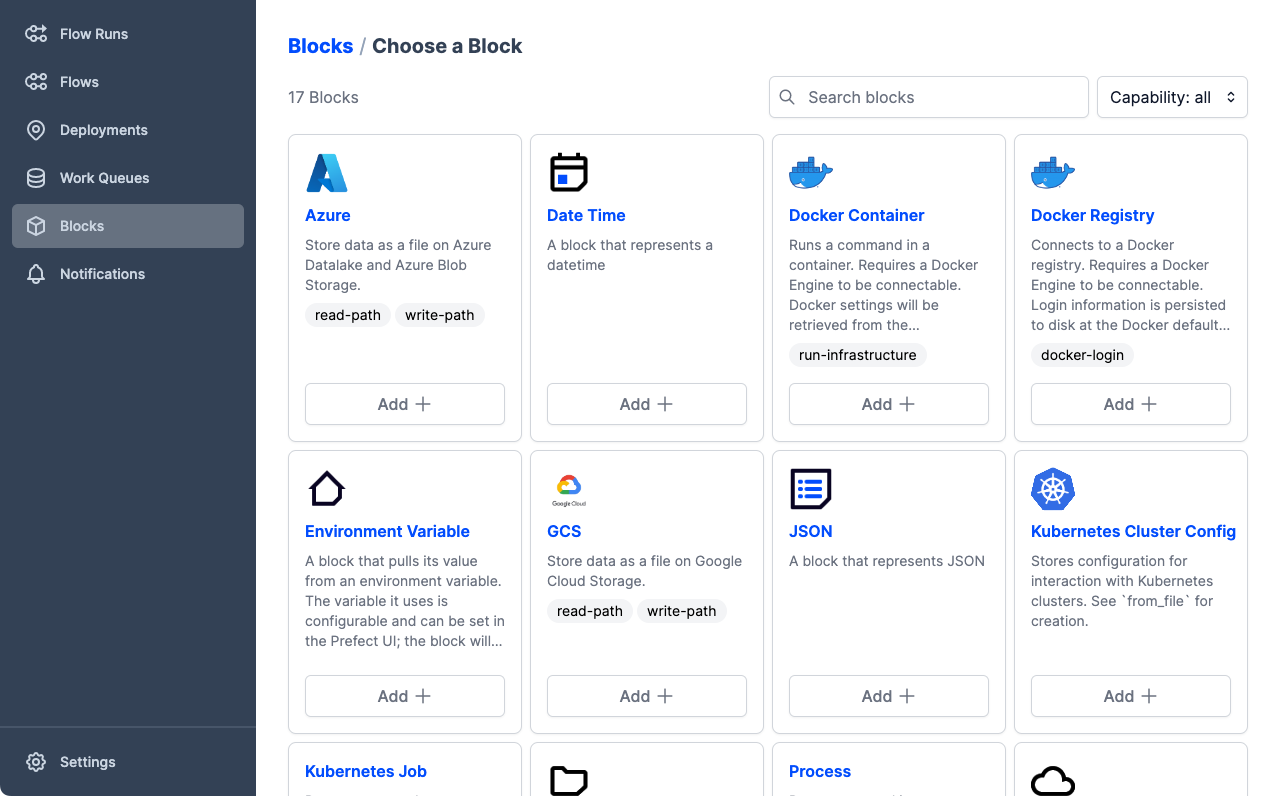 Flow Runs
Flows
Deployments
Work Queues
Blocks
Notifications
Settings
Blocks / Choose a Block
17 Blocks
Search blocks
Capability: all
Azure
Store data as a file on Azure
Datalake and Azure Blob
Storage.
read-path write-path
Add
Date Time
A block that represents a
datetime
Add
Docker Container
Runs a command in a
container. Requires a Docker
Engine to be connectable.
Docker settings will be
retrieved from the...
run-infrastructure
Add
Docker Registry
Connects to a Docker
registry. Requires a Docker
Engine to be connectable.
Login information is persisted
to disk at the Docker default...
docker-login
Add
Environment Variable
A block that pulls its value
from an environment variable.
The variable it uses is
configurable and can be set in
the Prefect UI; the block will...
Add
Google Cloud
GCS
Store data as a file on Google
Cloud Storage.
read-path write-path
Add
JSON
A block that represents JSON
Add
Kubernetes Cluster Config
Stores configuration for
interaction with Kubernetes
clusters. See `from_file` for
creation.
Add
Kubernetes Job
Process